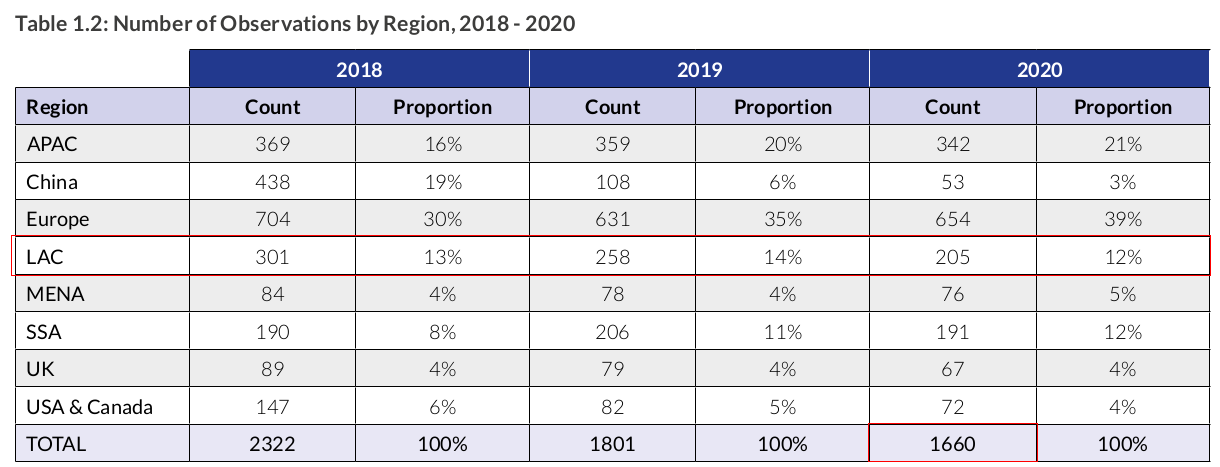 Table 1.2: Number of Observations by Region, 2018 - 2020
2018 2019 2020
Region Count Proportion Count Proportion Count Proportion
APAC 369 16% 359 20% 342 21%
China 438 19% 108 6% 53 3%
Europe 704 30% 631 35% 654 39%
LAC 301 13% 258 14% 205 12%
MENA 84 4% 78 4% 76 5%
SSA 190 8% 206 11% 191 12%
UK 89 4% 79 4% 67 4%
USA & Canada 147 6% 82 5% 72 4%
TOTAL 2322 100% 1801 100% 1660 100%